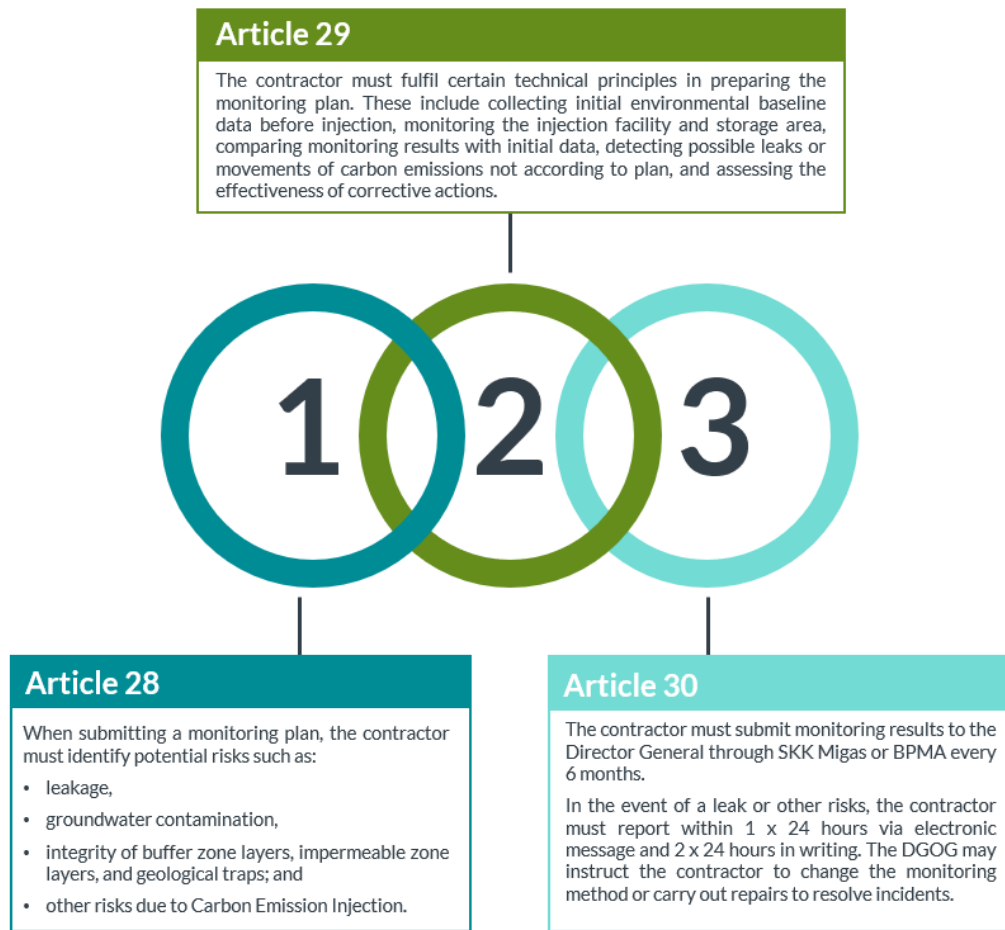 Article 29
The contractor must fulfil certain technical principles in preparing the
monitoring plan. These include collecting initial environmental baseline
data before injection, monitoring the injection facility and storage area,
comparing monitoring results with initial data, detecting possible leaks or
movements of carbon emissions not according to plan, and assessing the
effectiveness of corrective actions.
1
2
3
Article 28
When submitting a monitoring plan, the contractor
must identify potential risks such as:
• leakage,
• groundwater contamination,
• integrity of buffer zone layers, impermeable zone
layers, and geological traps; and
• other risks due to Carbon Emission Injection.
Article 30
The contractor must submit monitoring results to the
Director General through SKK Migas or BPMA every
6 months.
In the event of a leak or other risks, the contractor
must report within 1 x 24 hours via electronic
message and 2 x 24 hours in writing. The DGOG may
instruct the contractor to change the monitoring
method or carry out repairs to resolve incidents.